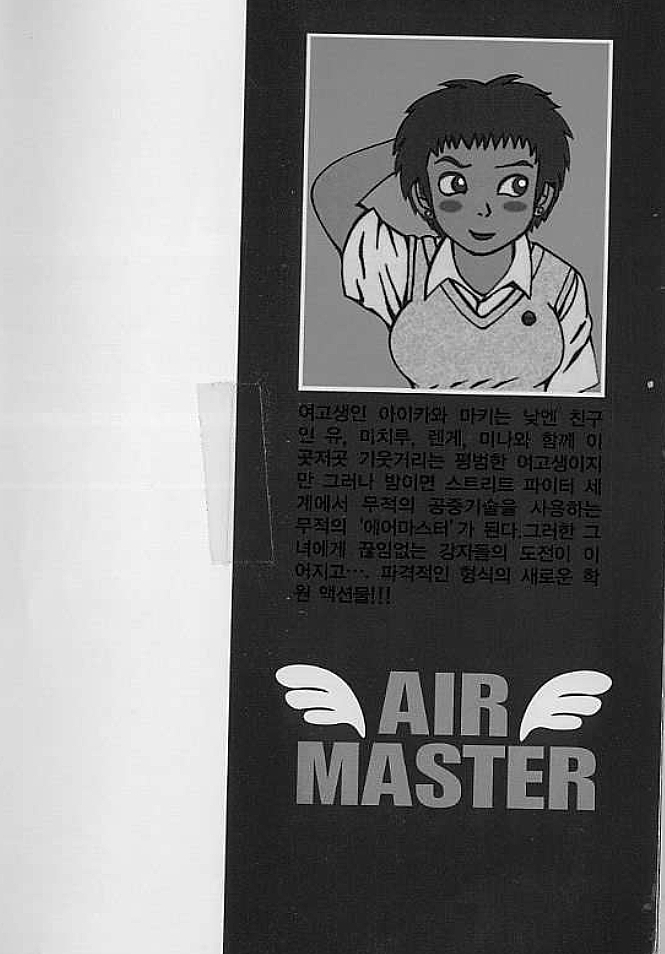 여고생인 아이카와 마키는 낮엔 친구
인 유, 미치루, 렌게, 미나와 함께 이
곳저곳 기웃거리는 평범한 여고생이지
만 그러나 밤이면 스트리트 파이터 세
계에서 무적의 공중기술을 사용하는
무적의 '에어마스터'가 된다.그러한 그
녀에게 끊임없는 강자들의 도전이 이
어지고…. 파격적인 형식의 새로운 학
원 액션물!!!
AIR
MASTER